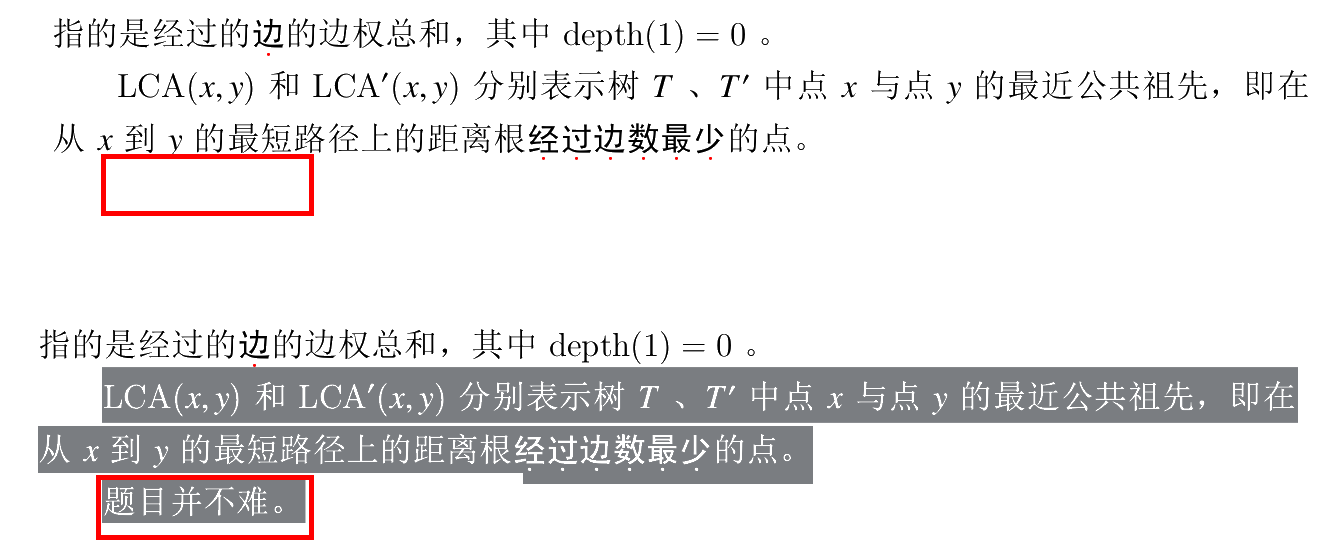 指的是经过的边的边权总和，其中 depth(1) = 0 。
LCA(x, y) 和 LCA′(x, y) 分别表示树 T 、T′ 中点 x 与点 y 的最近公共祖先，即在
从 x 到 y 的最短路径上的距离根经过边数最少的点。
指的是经过的边的边权总和，其中 depth(1) = 0 。
LCA(x, y) 和 LCA′(x, y) 分别表示树 T 、T′ 中点 x 与点 y 的最近公共祖先，即在
从 x 到 y 的最短路径上的距离根经过边数最少的点。
题目并不难。